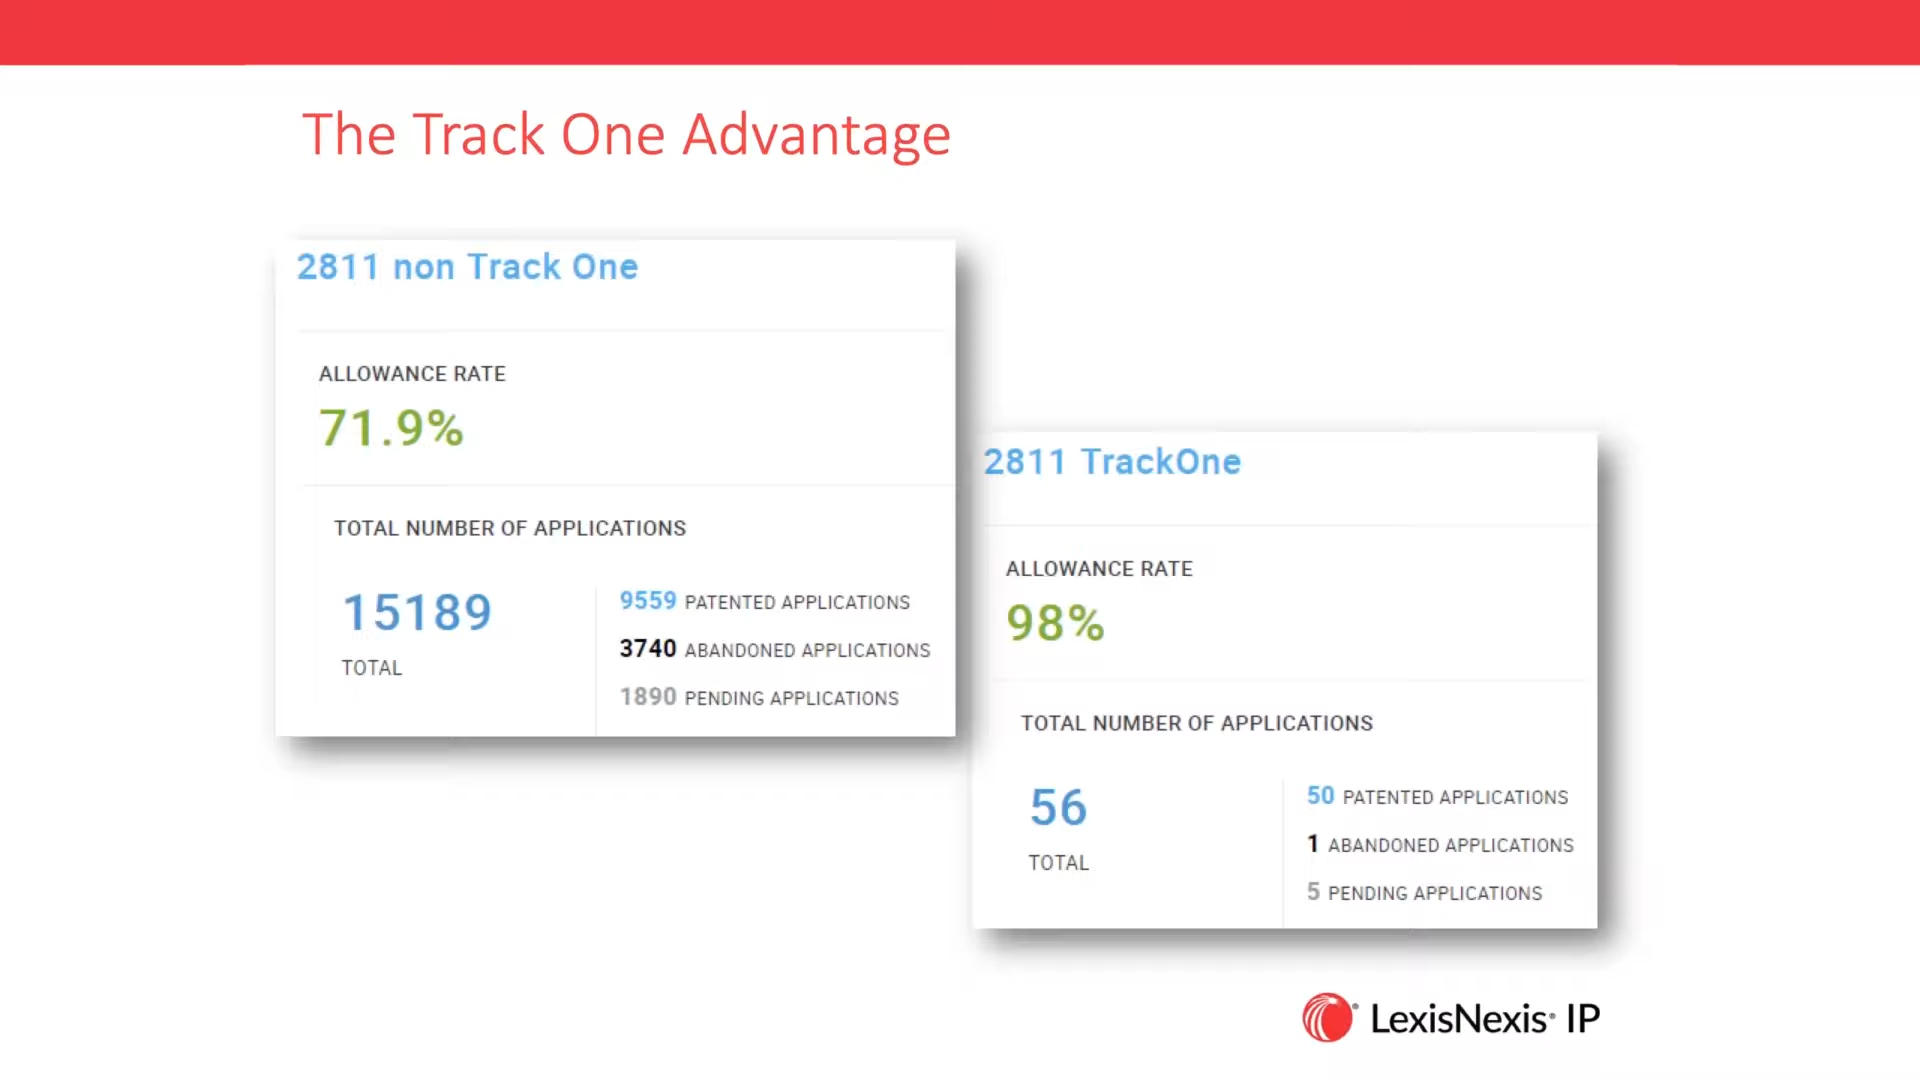 The Track One Advantage
2811 non Track One
ALLOWANCE RATE
71.9%
TOTAL NUMBER OF APPLICATIONS
15189
TOTAL
9559 PATENTED APPLICATIONS
3740 ABANDONED APPLICATIONS
1890 PENDING APPLICATIONS
2811 TrackOne
ALLOWANCE RATE
98%
TOTAL NUMBER OF APPLICATIONS
56
TOTAL
50 PATENTED APPLICATIONS
1 ABANDONED APPLICATIONS
5 PENDING APPLICATIONS
LexisNexis® IP